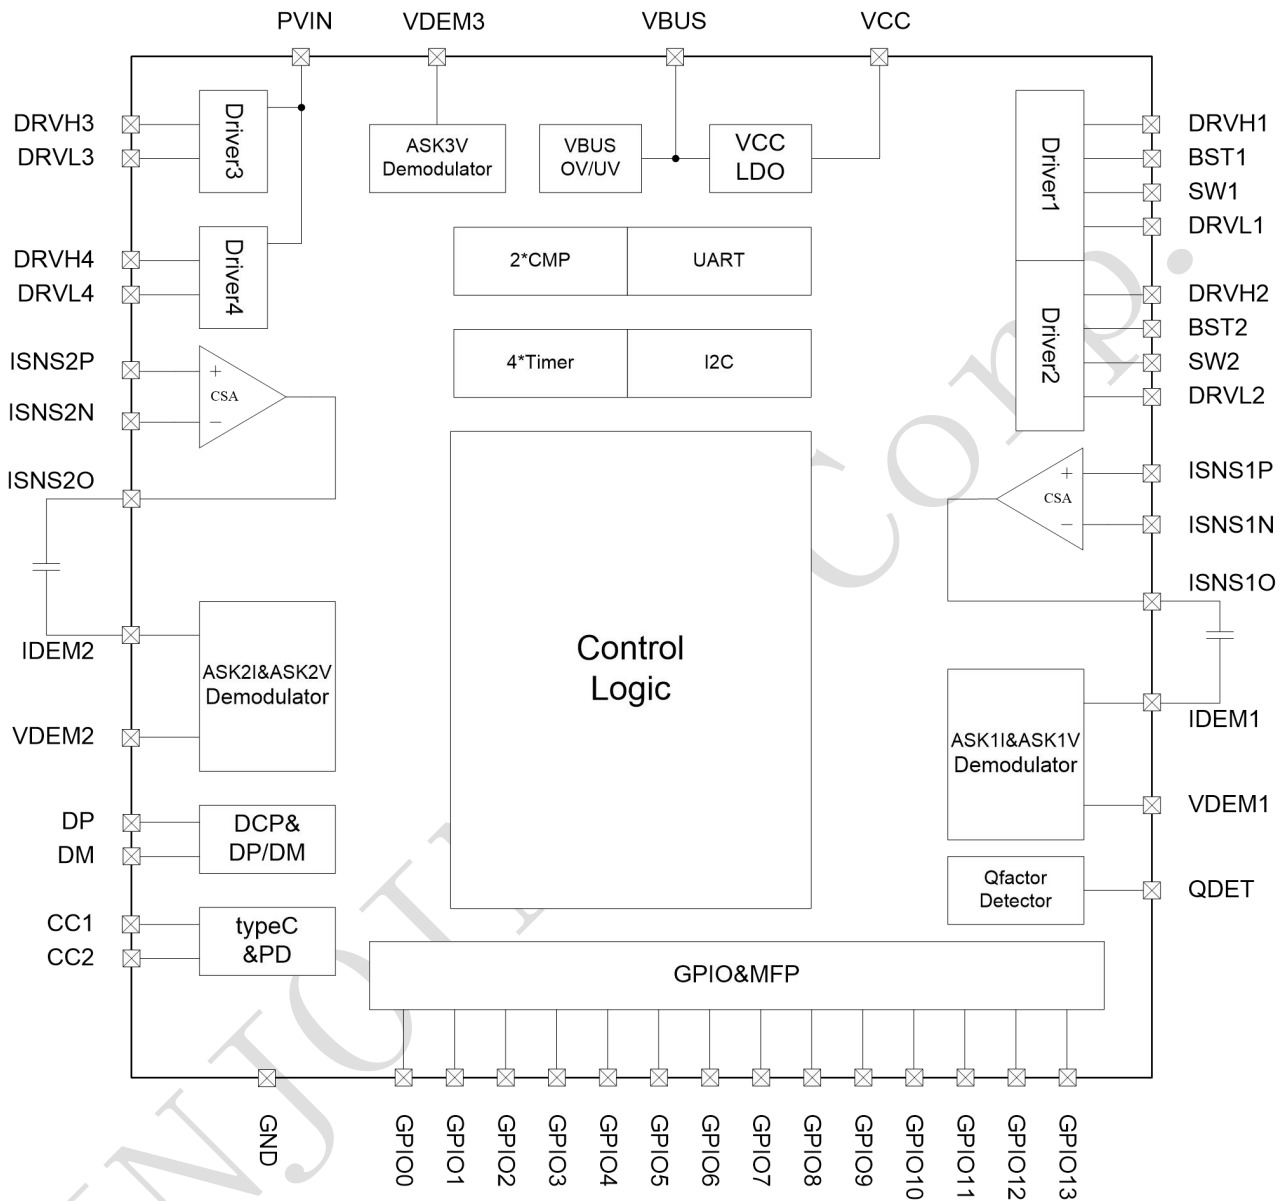 PVIN
VDEM3
VBUS
VCC
DRVH3
DRVL3
Driver3
DRVH4
DRVL4
Driver4
ASK3V
Demodulator
VBUS
OV/UV
VCC
LDO
2*CMP
UART
4*Timer
I2C
Driver1
DRVH1
BST1
SW1
DRVL1
Driver2
DRVH2
BST2
SW2
DRVL2
ISNS2P
ISNS2N
+
CSA
−
ISNS2O
ISNS1P
ISNS1N
+
CSA
−
ISNS1O
Control
Logic
IDEM2
ASK2I&ASK2V
Demodulator
VDEM2
IDEM1
ASK1I&ASK1V
Demodulator
VDEM1
DP
DM
DCP&
DP/DM
Qfactor
Detector
QDET
CC1
CC2
typeC
&PD
GPIO&MFP
GND
GPIO0
GPIO1
GPIO2
GPIO3
GPIO4
GPIO5
GPIO6
GPIO7
GPIO8
GPIO9
GPIO10
GPIO11
GPIO12
GPIO13
Corp.